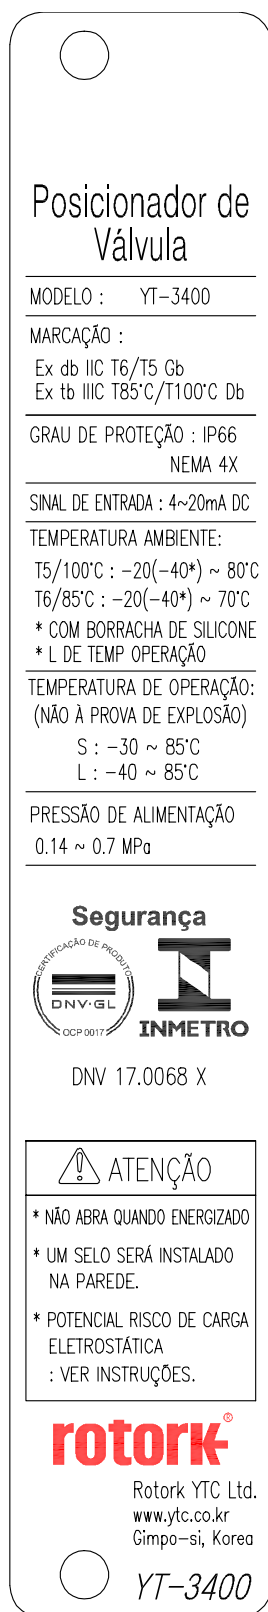 Posicionador de
Válvula
MODELO : YT-3400
MARCAÇÃO :
Ex db IIC T6/T5 Gb
Ex tb IIIC T85°C/T100°C Db
GRAU DE PROTEÇÃO : IP66
NEMA 4X
SINAL DE ENTRADA : 4~20mA DC
TEMPERATURA AMBIENTE:
T5/100°C : -20(-40*) ~ 80°C
T6/85°C : -20(-40*) ~ 70°C
* COM BORRACHA DE SILICONE
* L DE TEMP OPERAÇÃO
TEMPERATURA DE OPERAÇÃO:
(NÃO À PROVA DE EXPLOSÃO)
S : -30 ~ 85°C
L : -40 ~ 85°C
PRESSÃO DE ALIMENTAÇÃO
0.14 ~ 0.7 MPa
Segurança
CERTIFICAÇÃO DE PRODUTO
DNV·GL
OCP 0017
INMETRO
DNV 17.0068 X
ATENÇÃO
* NÃO ABRA QUANDO ENERGIZADO
* UM SELO SERÁ INSTALADO
NA PAREDE.
* POTENCIAL RISCO DE CARGA
ELETROSTÁTICA
: VER INSTRUÇÕES.
rotork®
Rotork YTC Ltd.
www.ytc.co.kr
Gimpo-si, Korea
YT-3400